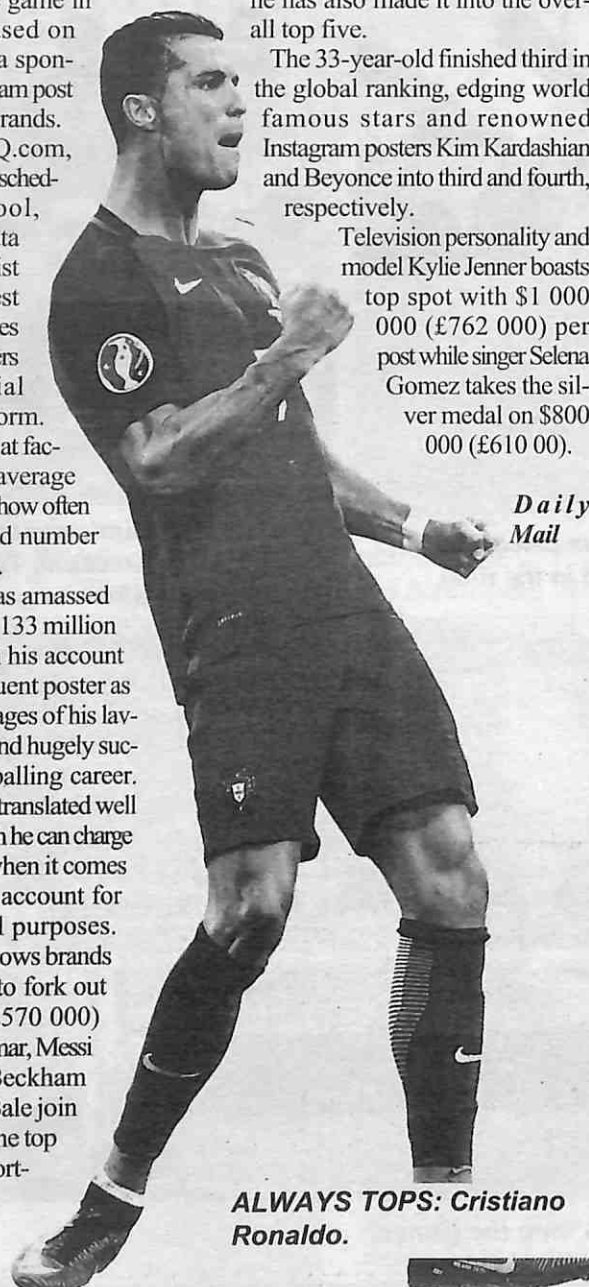 game in
sed on
a spon-
am post
rands.
Q.com,
sched-
ool,
ta
ist
est
es
ers
ial
orm.
at fac-
average
how often
d number
as amassed
133 million
his account
uent poster as
ages of his lav-
nd hugely suc-
balling career.
translated well
h he can charge
when it comes
account for
l purposes.
ows brands
to fork out
570 000)
mar, Messi
Beckham
Bale join
he top
ort-
he has also made it into the over-
all top five.
The 33-year-old finished third in
the global ranking, edging world
famous stars and renowned
Instagram posters Kim Kardashian
and Beyonce into third and fourth,
respectively.
Television personality and
model Kylie Jenner boasts
top spot with $1 000
000 (£762 000) per
post while singer Selena
Gomez takes the sil-
ver medal on $800
000 (£610 00).
Daily
Mail
ALWAYS TOPS: Cristiano
Ronaldo.